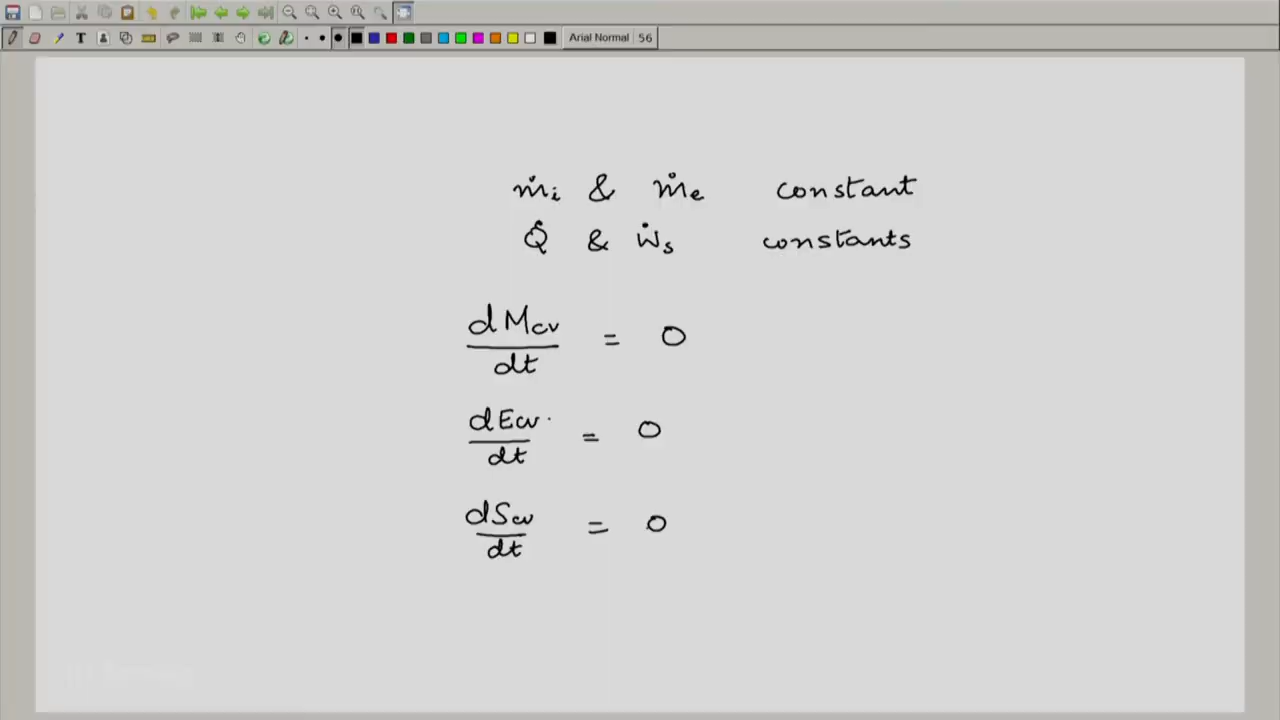 Arial Normal 56
ṁi & ṁe constant
Q̇ & Ẇs constants
dMcv/dt = 0
dEcv/dt = 0
dScv/dt = 0